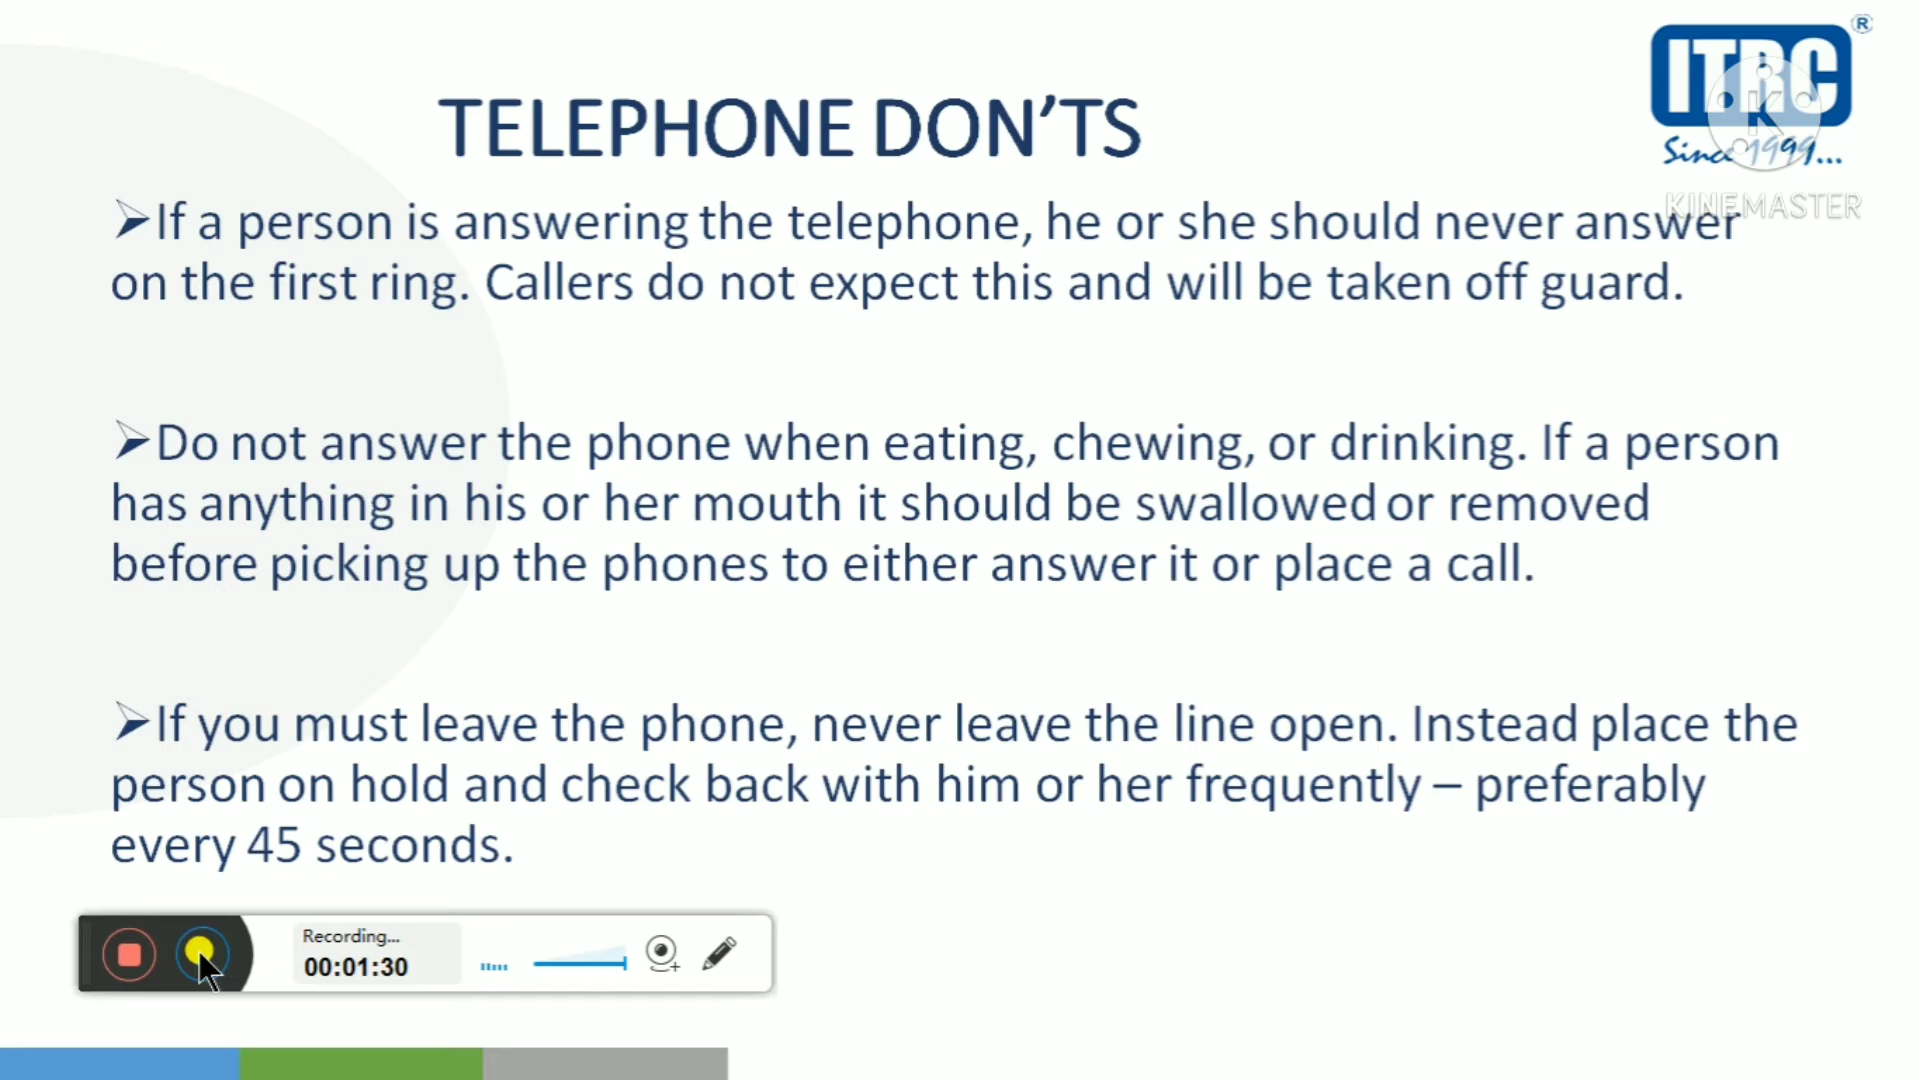 ®
ITRC
Since 1999...
KINEMASTER
TELEPHONE DON'TS
➢If a person is answering the telephone, he or she should never answer
on the first ring. Callers do not expect this and will be taken off guard.
➢Do not answer the phone when eating, chewing, or drinking. If a person
has anything in his or her mouth it should be swallowed or removed
before picking up the phones to either answer it or place a call.
➢If you must leave the phone, never leave the line open. Instead place the
person on hold and check back with him or her frequently – preferably
every 45 seconds.
Recording...
00:01:30